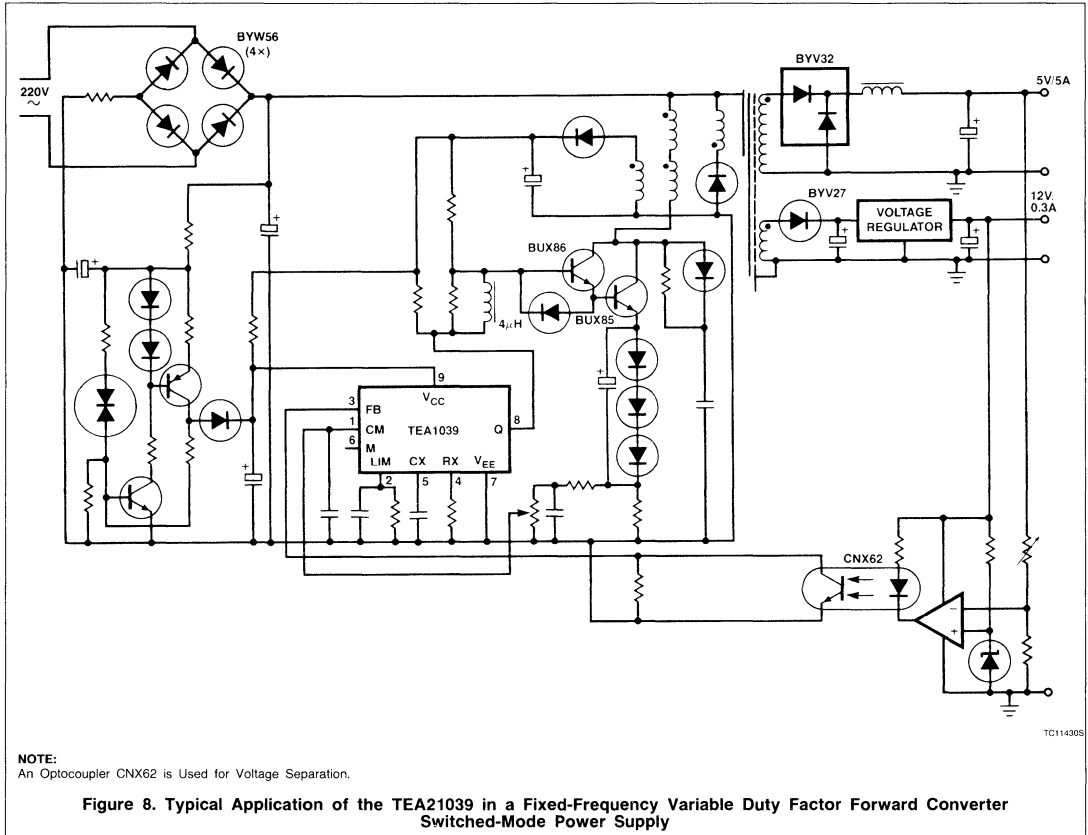 BYW56
(4×)
220V
~
BYV32
5V/5A
BYV27
12V.
0.3A
VOLTAGE
REGULATOR
BUX86
BUX85
4μH
9
VCC
3
FB
1
CM
TEA1039
Q
8
6
M
LIM
CX
RX
VEE
2
5
4
7
CNX62
TC11430S
NOTE:
An Optocoupler CNX62 is Used for Voltage Separation.
Figure 8. Typical Application of the TEA21039 in a Fixed-Frequency Variable Duty Factor Forward Converter
Switched-Mode Power Supply